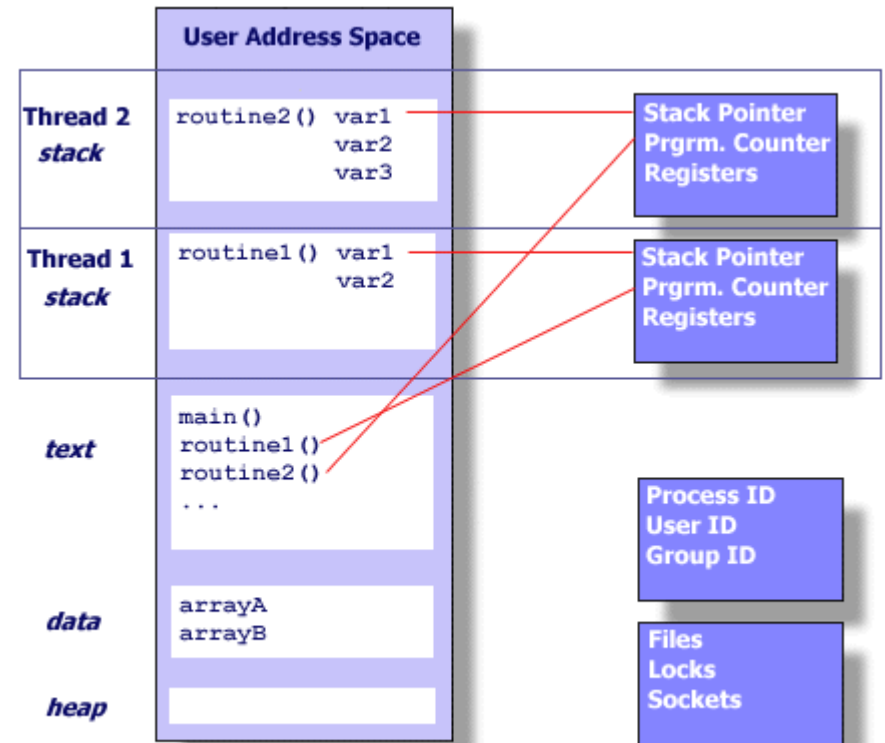 User Address Space
Thread 2
stack
routine2() var1
var2
var3
Stack Pointer
Prgrm. Counter
Registers
Thread 1
stack
routine1() var1
var2
Stack Pointer
Prgrm. Counter
Registers
text
main()
routine1()
routine2()
...
Process ID
User ID
Group ID
data
arrayA
arrayB
Files
Locks
Sockets
heap